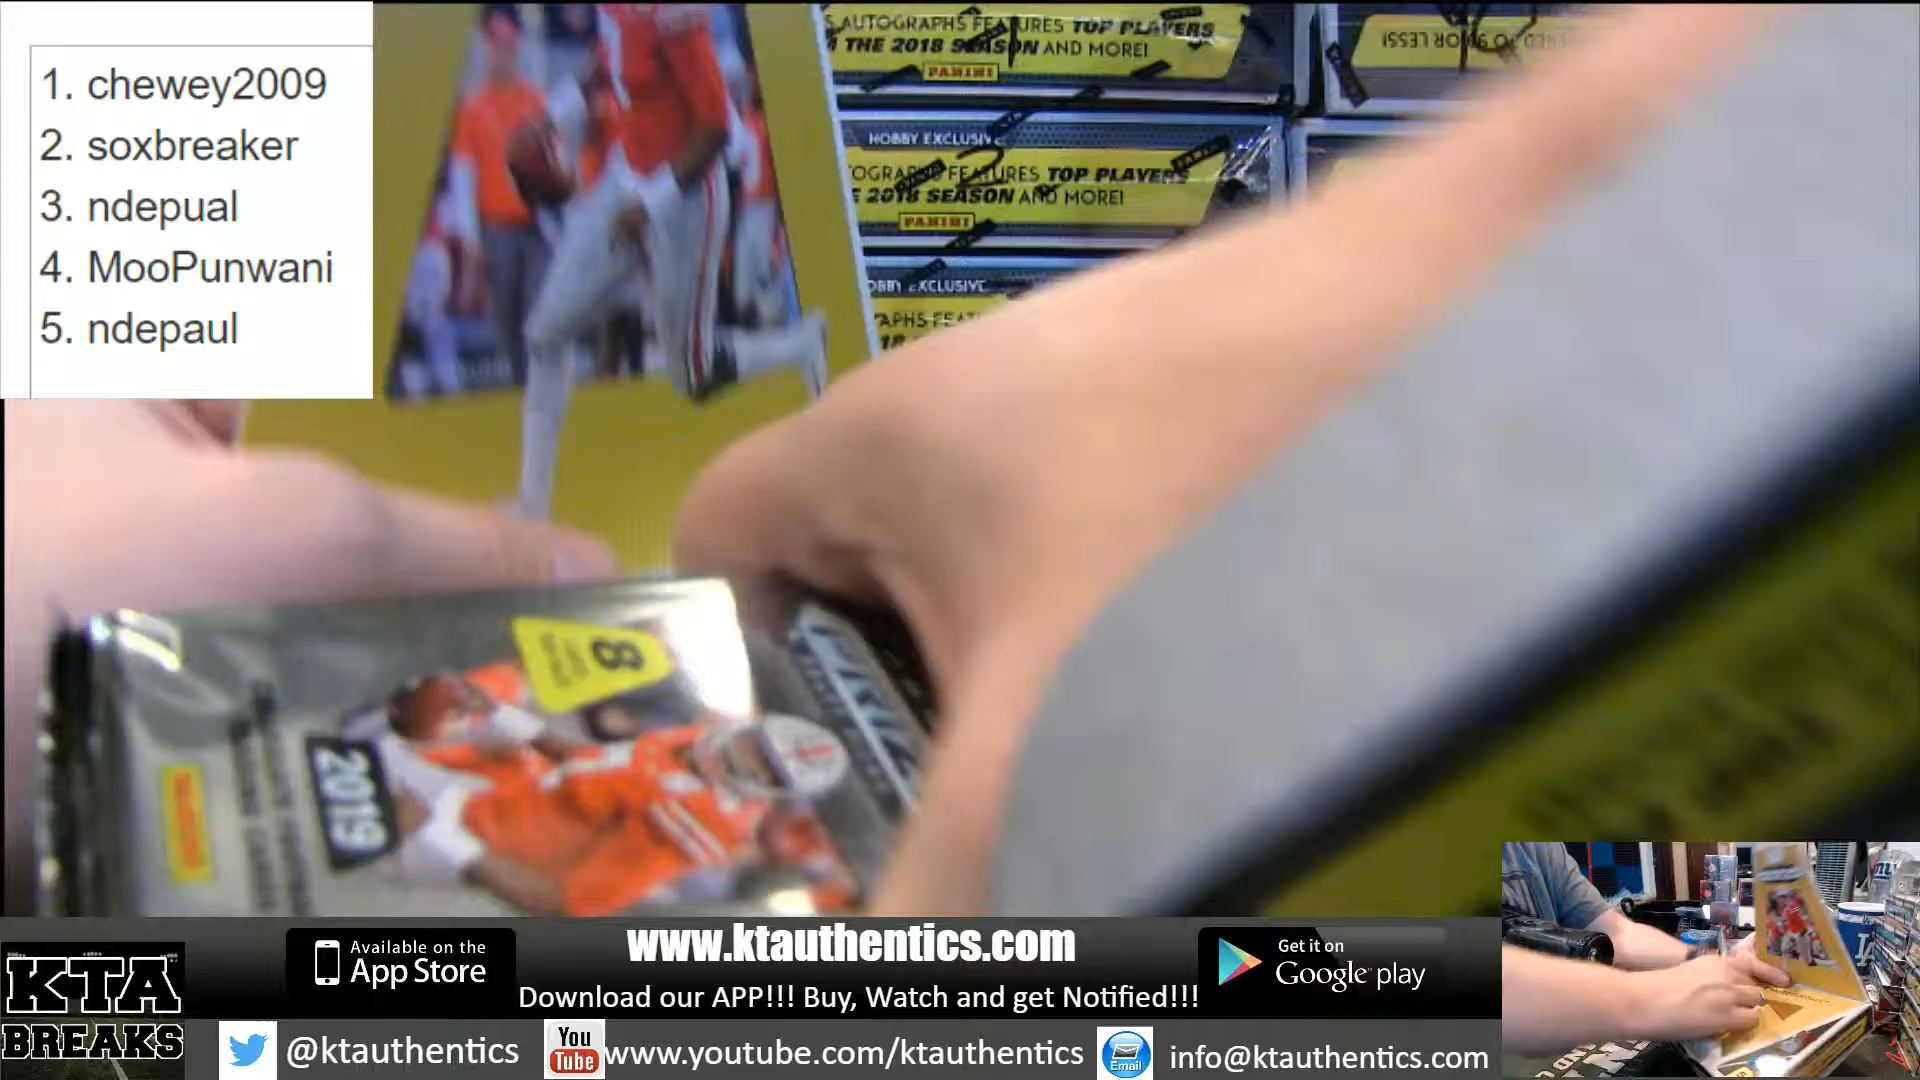 1. chewey2009
2. soxbreaker
3. ndepual
4. MooPunwani
5. ndepaul
AUTOGRAPHS FEATURES TOP PLAYERS
THE 2018 SEASON AND MORE!
PANINI
OR LESS!
HOBBY EXCLUSIVE
FEATURES TOP PLAYERS
2018 SEASON AND MORE!
PANINI
EXCLUSIVE
8
2019
KTA
BREAKS
Available on the
App Store
www.ktauthentics.com
Download our APP!!! Buy, Watch and get Notified!!!
Get it on
Google play
@ktauthentics
You
Tube
www.youtube.com/ktauthentics
Email
info@ktauthentics.com